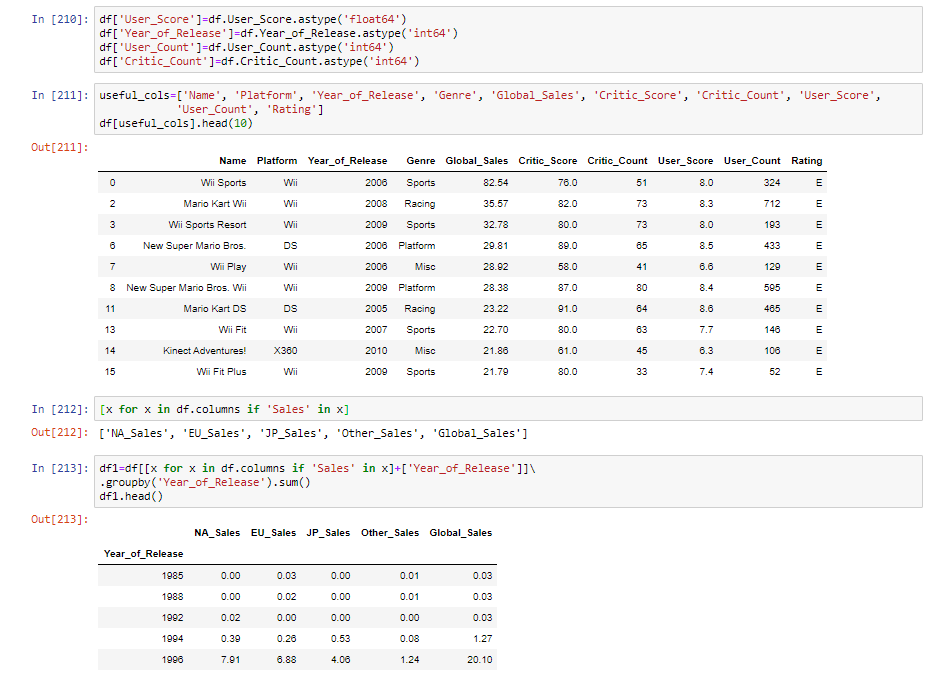 In [210]: df['User_Score']=df.User_Score.astype('float64')
df['Year_of_Release']=df.Year_of_Release.astype('int64')
df['User_Count']=df.User_Count.astype('int64')
df['Critic_Count']=df.Critic_Count.astype('int64')
In [211]: useful_cols=['Name', 'Platform', 'Year_of_Release', 'Genre', 'Global_Sales', 'Critic_Score', 'Critic_Count', 'User_Score',
'User_Count', 'Rating']
df[useful_cols].head(10)
Out[211]:
Name Platform Year_of_Release Genre Global_Sales Critic_Score Critic_Count User_Score User_Count Rating
0 Wii Sports Wii 2006 Sports 82.54 76.0 51 8.0 324 E
2 Mario Kart Wii Wii 2008 Racing 35.57 82.0 73 8.3 712 E
3 Wii Sports Resort Wii 2009 Sports 32.78 80.0 73 8.0 193 E
6 New Super Mario Bros. DS 2006 Platform 29.81 89.0 65 8.5 433 E
7 Wii Play Wii 2006 Misc 28.92 58.0 41 6.6 129 E
8 New Super Mario Bros. Wii Wii 2009 Platform 28.38 87.0 80 8.4 595 E
11 Mario Kart DS DS 2005 Racing 23.22 91.0 64 8.6 465 E
13 Wii Fit Wii 2007 Sports 22.70 80.0 63 7.7 146 E
14 Kinect Adventures! X360 2010 Misc 21.86 61.0 45 6.3 106 E
15 Wii Fit Plus Wii 2009 Sports 21.79 80.0 33 7.4 52 E
In [212]: [x for x in df.columns if 'Sales' in x]
Out[212]: ['NA_Sales', 'EU_Sales', 'JP_Sales', 'Other_Sales', 'Global_Sales']
In [213]: df1=df[[x for x in df.columns if 'Sales' in x]+['Year_of_Release']]\
.groupby('Year_of_Release').sum()
df1.head()
Out[213]:
NA_Sales EU_Sales JP_Sales Other_Sales Global_Sales
Year_of_Release
1985 0.00 0.03 0.00 0.01 0.03
1988 0.00 0.02 0.00 0.01 0.03
1992 0.02 0.00 0.00 0.00 0.03
1994 0.39 0.26 0.53 0.08 1.27
1996 7.91 6.88 4.06 1.24 20.10